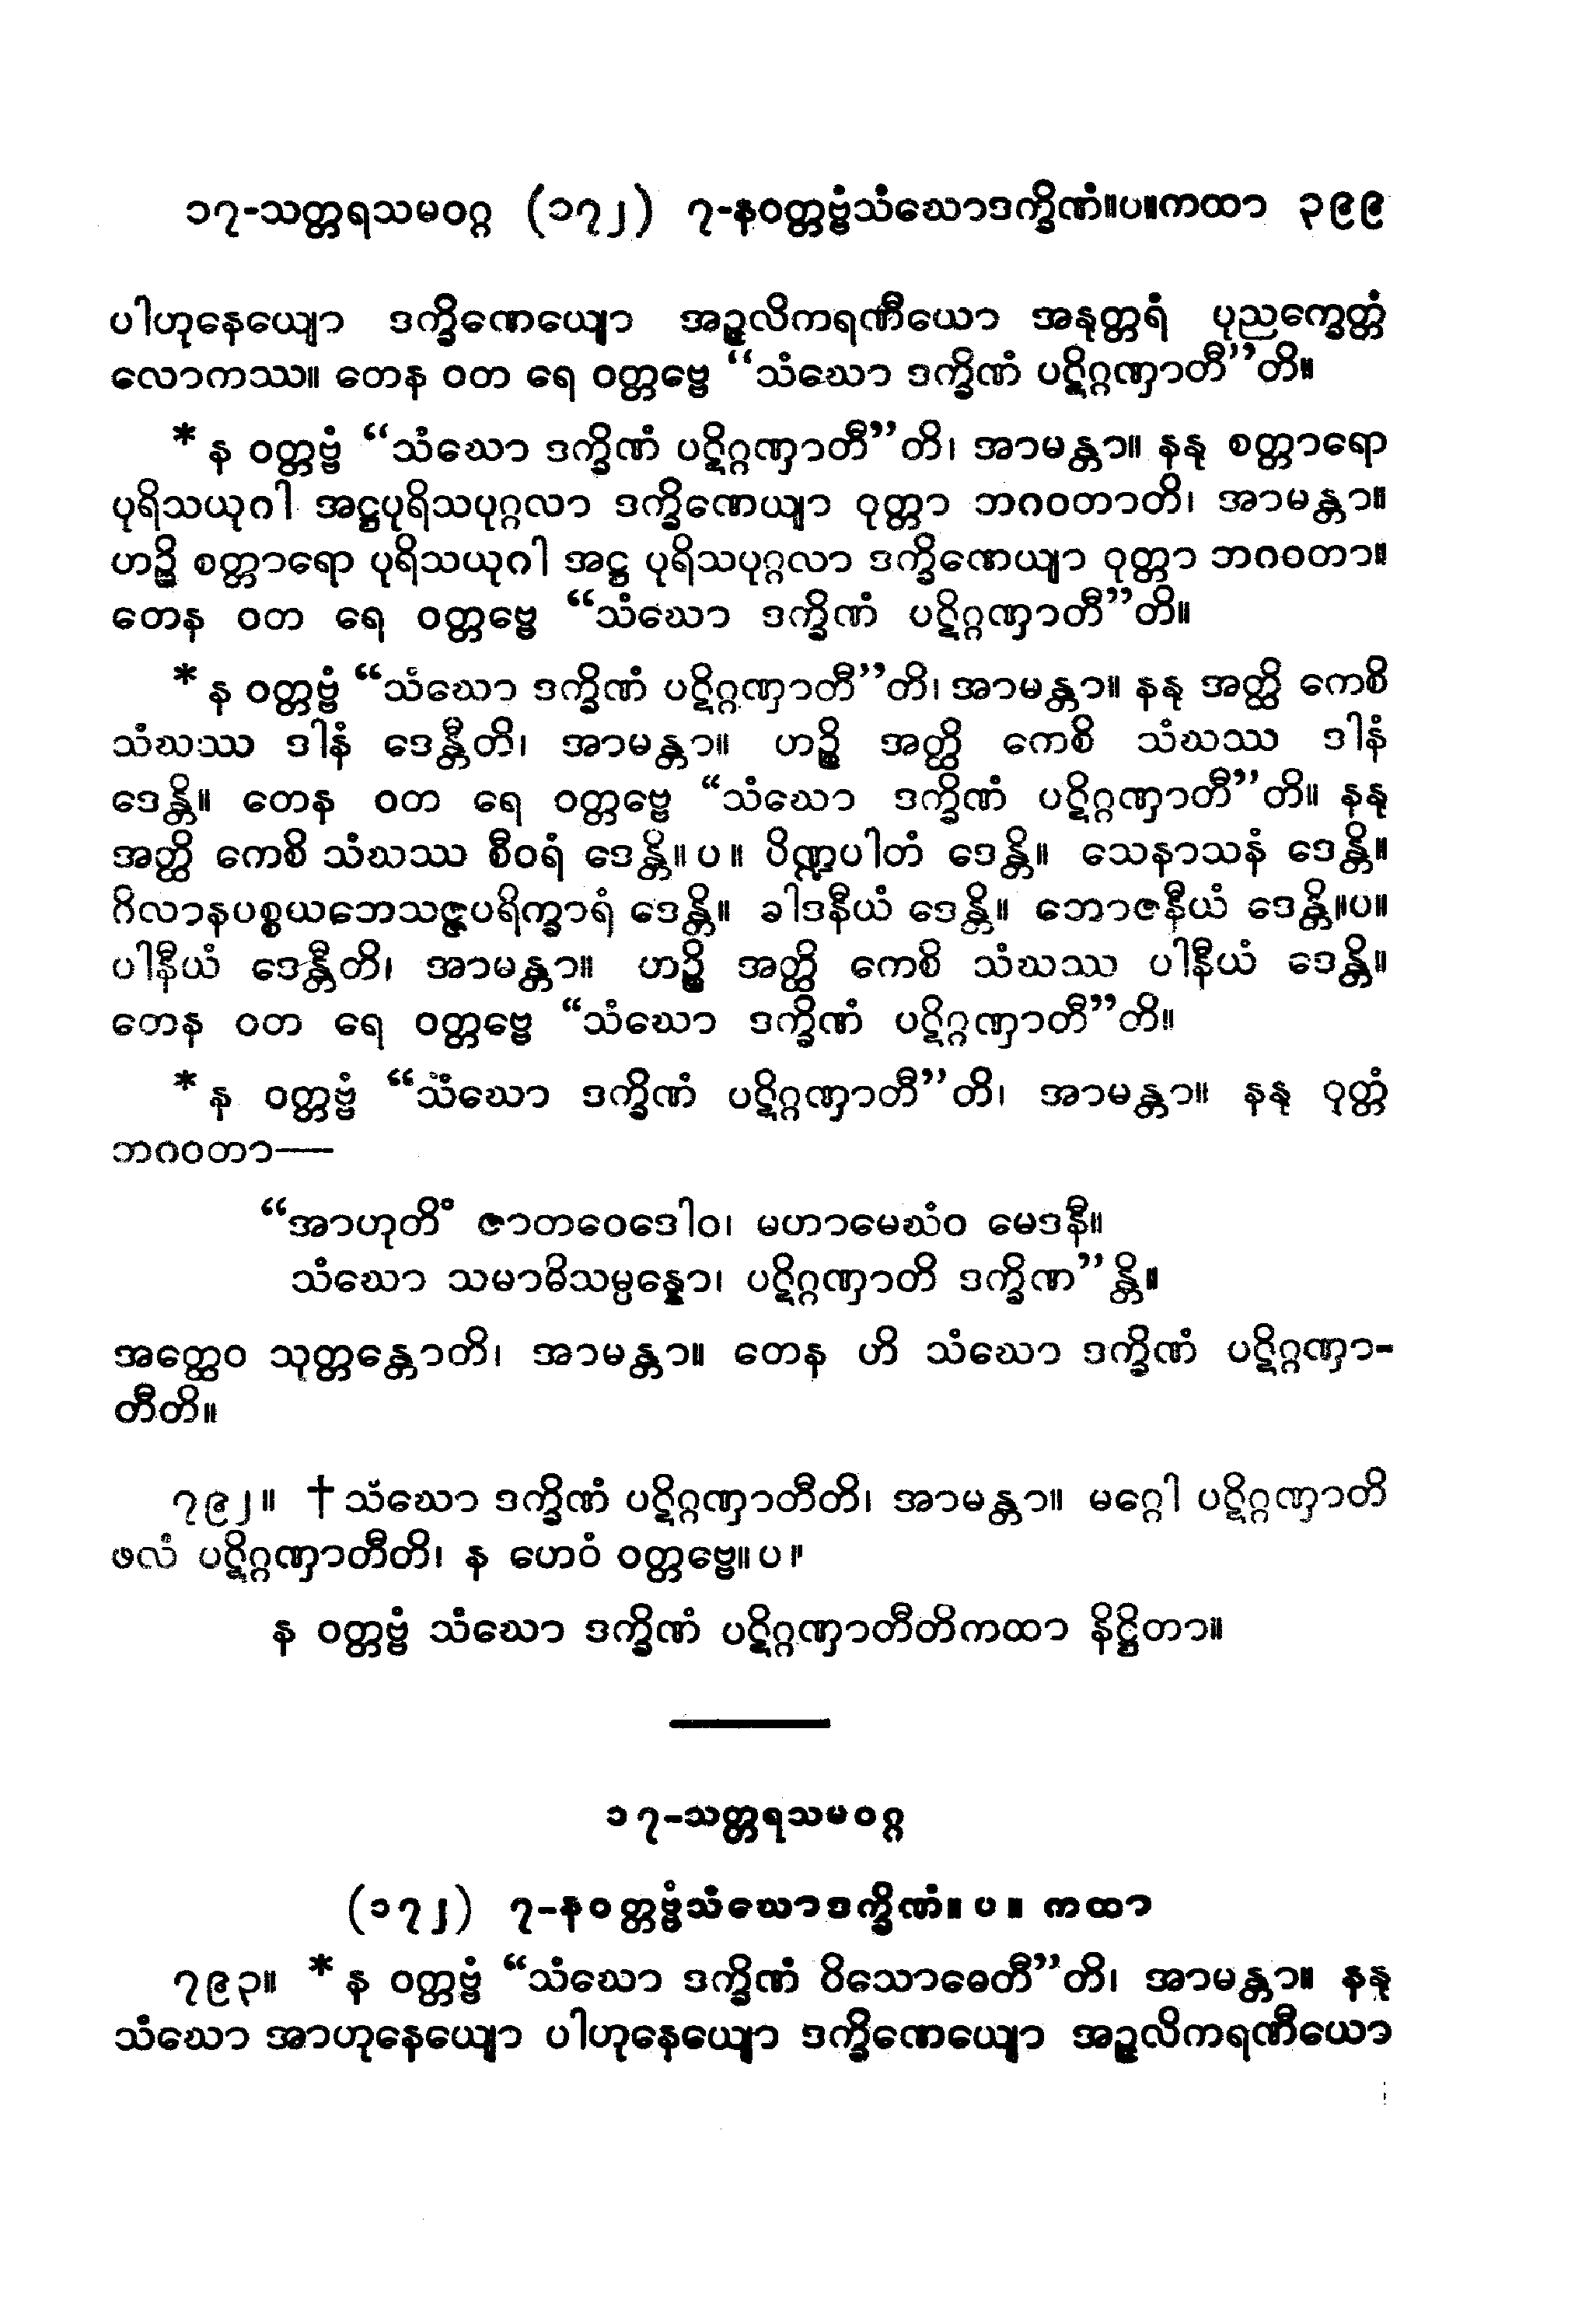 ၁၇-သတ္တရသမဝဂ္ဂ (၁၇၂) ၇-နဝတ္တဗ္ဗံသံဃောဒက္ခိဏံ။ပ။ကထာ ၃၉၉
ပါဟုနေယျော ဒက္ခိဏေယျော အဉ္ဇလိကရဏီယော အနုတ္တရံ ပုညက္ခေတ္တံ
လောကဿ။ တေန ဝတ ရေ ဝတ္တဗ္ဗေ “သံဃော ဒက္ခိဏံ ပဋိဂ္ဂဏှာတီ”တိ။
* န ဝတ္တဗ္ဗံ “သံဃော ဒက္ခိဏံ ပဋိဂ္ဂဏှာတီ”တိ၊ အာမန္တာ။ နနု စတ္တာရော
ပုရိသယုဂါ အဋ္ဌပုရိသပုဂ္ဂလာ ဒက္ခိဏေယျာ ဝုတ္တာ ဘဂဝတာတိ၊ အာမန္တာ။
ဟဉ္စိ စတ္တာရော ပုရိသယုဂါ အဋ္ဌ ပုရိသပုဂ္ဂလာ ဒက္ခိဏေယျာ ဝုတ္တာ ဘဂဝတာ။
တေန ဝတ ရေ ဝတ္တဗ္ဗေ “သံဃော ဒက္ခိဏံ ပဋိဂ္ဂဏှာတီ”တိ။
* န ဝတ္တဗ္ဗံ “သံဃော ဒက္ခိဏံ ပဋိဂ္ဂဏှာတီ”တိ၊ အာမန္တာ။ နနု အတ္ထိ ကေစိ
သံဃဿ ဒါနံ ဒေန္တီတိ၊ အာမန္တာ။ ဟဉ္စိ အတ္ထိ ကေစိ သံဃဿ ဒါနံ
ဒေန္တိ။ တေန ဝတ ရေ ဝတ္တဗ္ဗေ “သံဃော ဒက္ခိဏံ ပဋိဂ္ဂဏှာတီ”တိ။ နနု
အတ္ထိ ကေစိ သံဃဿ စီဝရံ ဒေန္တိ။ပ။ ပိဏ္ဍပါတံ ဒေန္တိ။ သေနာသနံ ဒေန္တိ။
ဂိလာနပစ္စယဘေသဇ္ဇပရိက္ခာရံ ဒေန္တိ။ ခါဒနီယံ ဒေန္တိ။ ဘောဇနီယံ ဒေန္တိ။ပ။
ပါနီယံ ဒေန္တီတိ၊ အာမန္တာ။ ဟဉ္စိ အတ္ထိ ကေစိ သံဃဿ ပါနီယံ ဒေန္တိ။
တေန ဝတ ရေ ဝတ္တဗ္ဗေ “သံဃော ဒက္ခိဏံ ပဋိဂ္ဂဏှာတီ”တိ။
* န ဝတ္တဗ္ဗံ “သံဃော ဒက္ခိဏံ ပဋိဂ္ဂဏှာတီ”တိ၊ အာမန္တာ။ နနု ဝုတ္တံ
ဘဂဝတာ—
“အာဟုတိံ ဇာတဝေဒေါဝ၊ မဟာမေဃံဝ မေဒနီ။
သံဃော သမာဓိသမ္ပန္နော၊ ပဋိဂ္ဂဏှာတိ ဒက္ခိဏ”န္တိ။
အတ္ထေဝ သုတ္တန္တောတိ၊ အာမန္တာ။ တေန ဟိ သံဃော ဒက္ခိဏံ ပဋိဂ္ဂဏှာ-
တီတိ။
၇၉၂။ † သံဃော ဒက္ခိဏံ ပဋိဂ္ဂဏှာတီတိ၊ အာမန္တာ။ မဂ္ဂေါ ပဋိဂ္ဂဏှာတိ
ဖလံ ပဋိဂ္ဂဏှာတီတိ၊ န ဟေဝံ ဝတ္တဗ္ဗေ။ပ။
န ဝတ္တဗ္ဗံ သံဃော ဒက္ခိဏံ ပဋိဂ္ဂဏှာတီတိကထာ နိဋ္ဌိတာ။
၁၇-သတ္တရသမဝဂ္ဂ
(၁၇၂) ၇-နဝတ္တဗ္ဗံသံဃောဒက္ခိဏံ။ ပ ။ ကထာ
၇၉၃။ * န ဝတ္တဗ္ဗံ “သံဃော ဒက္ခိဏံ ဝိသောဓေတီ”တိ၊ အာမန္တာ။ နနု
သံဃော အာဟုနေယျော ပါဟုနေယျော ဒက္ခိဏေယျော အဉ္ဇလိကရဏီယော